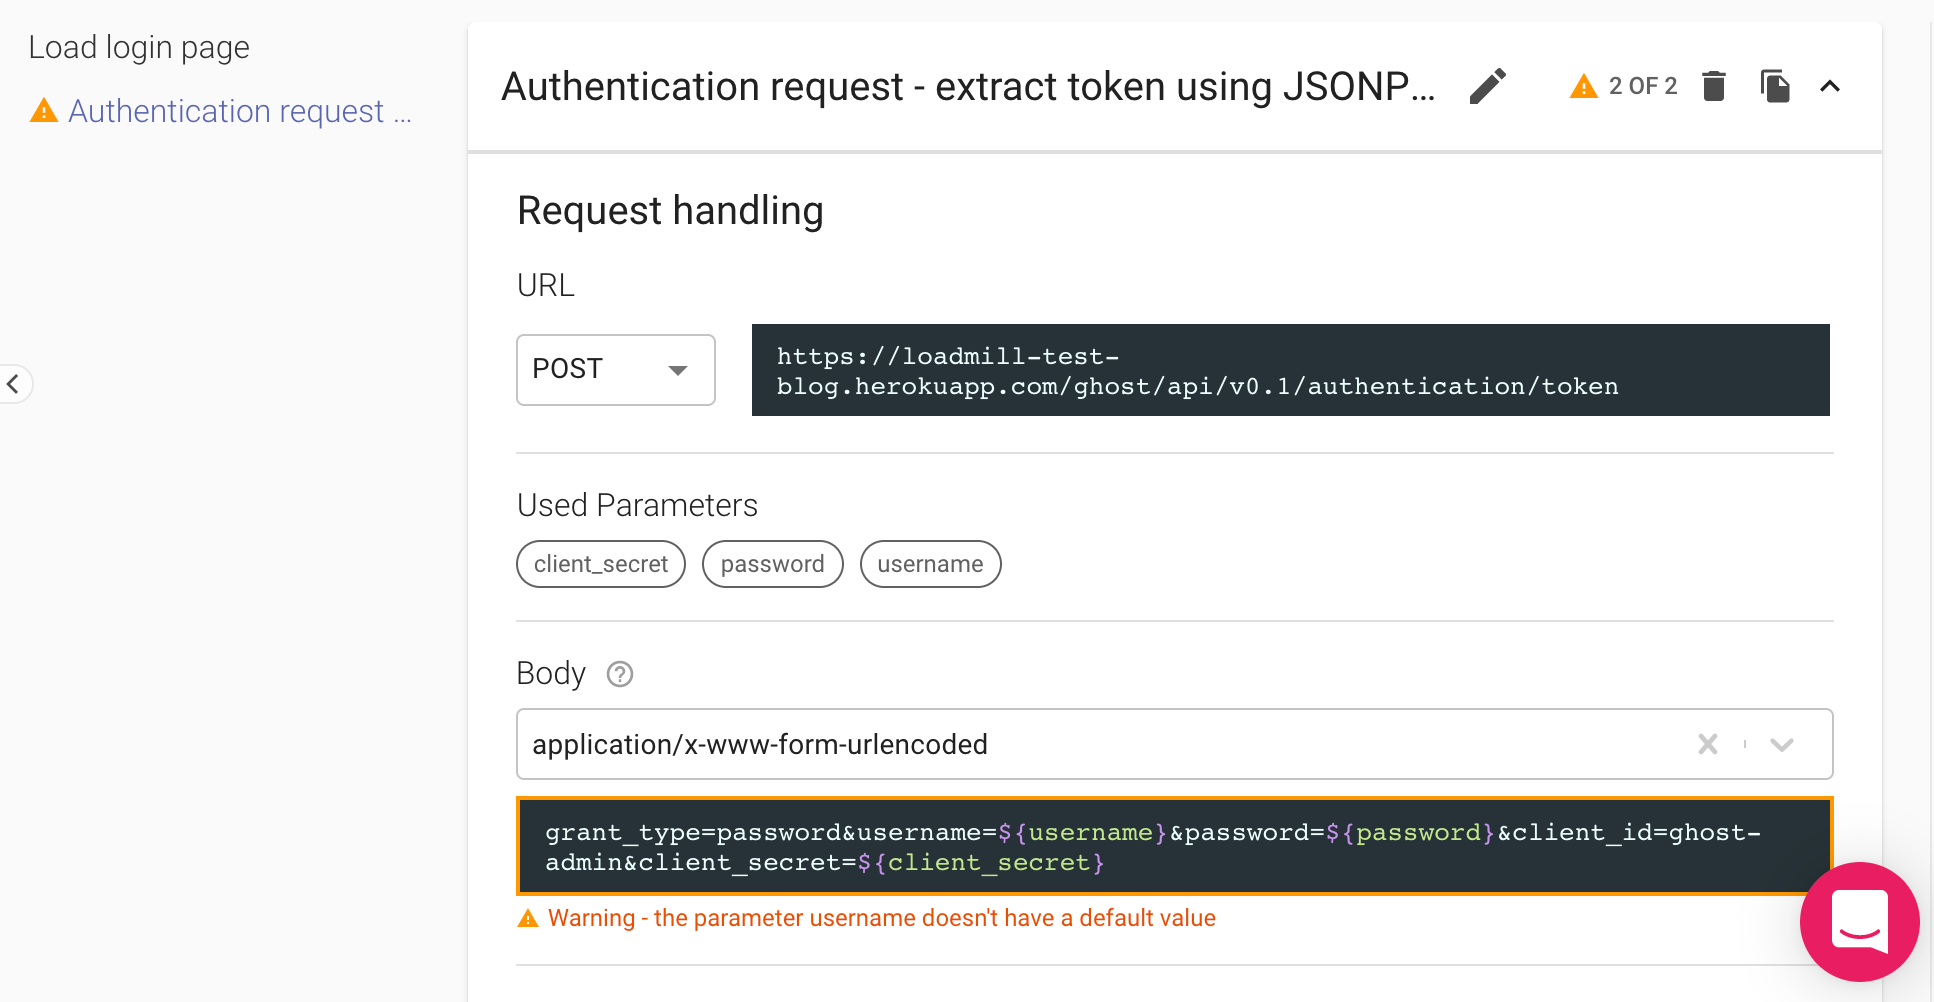 Load login page
Authentication request ...
Authentication request - extract token using JSONP...
2 OF 2
Request handling
URL
POST
https://loadmill-test-
blog.herokuapp.com/ghost/api/v0.1/authentication/token
Used Parameters
client_secret
password
username
Body
application/x-www-form-urlencoded
grant_type=password&username=${username}&password=${password}&client_id=ghost-
admin&client_secret=${client_secret}
Warning - the parameter username doesn't have a default value